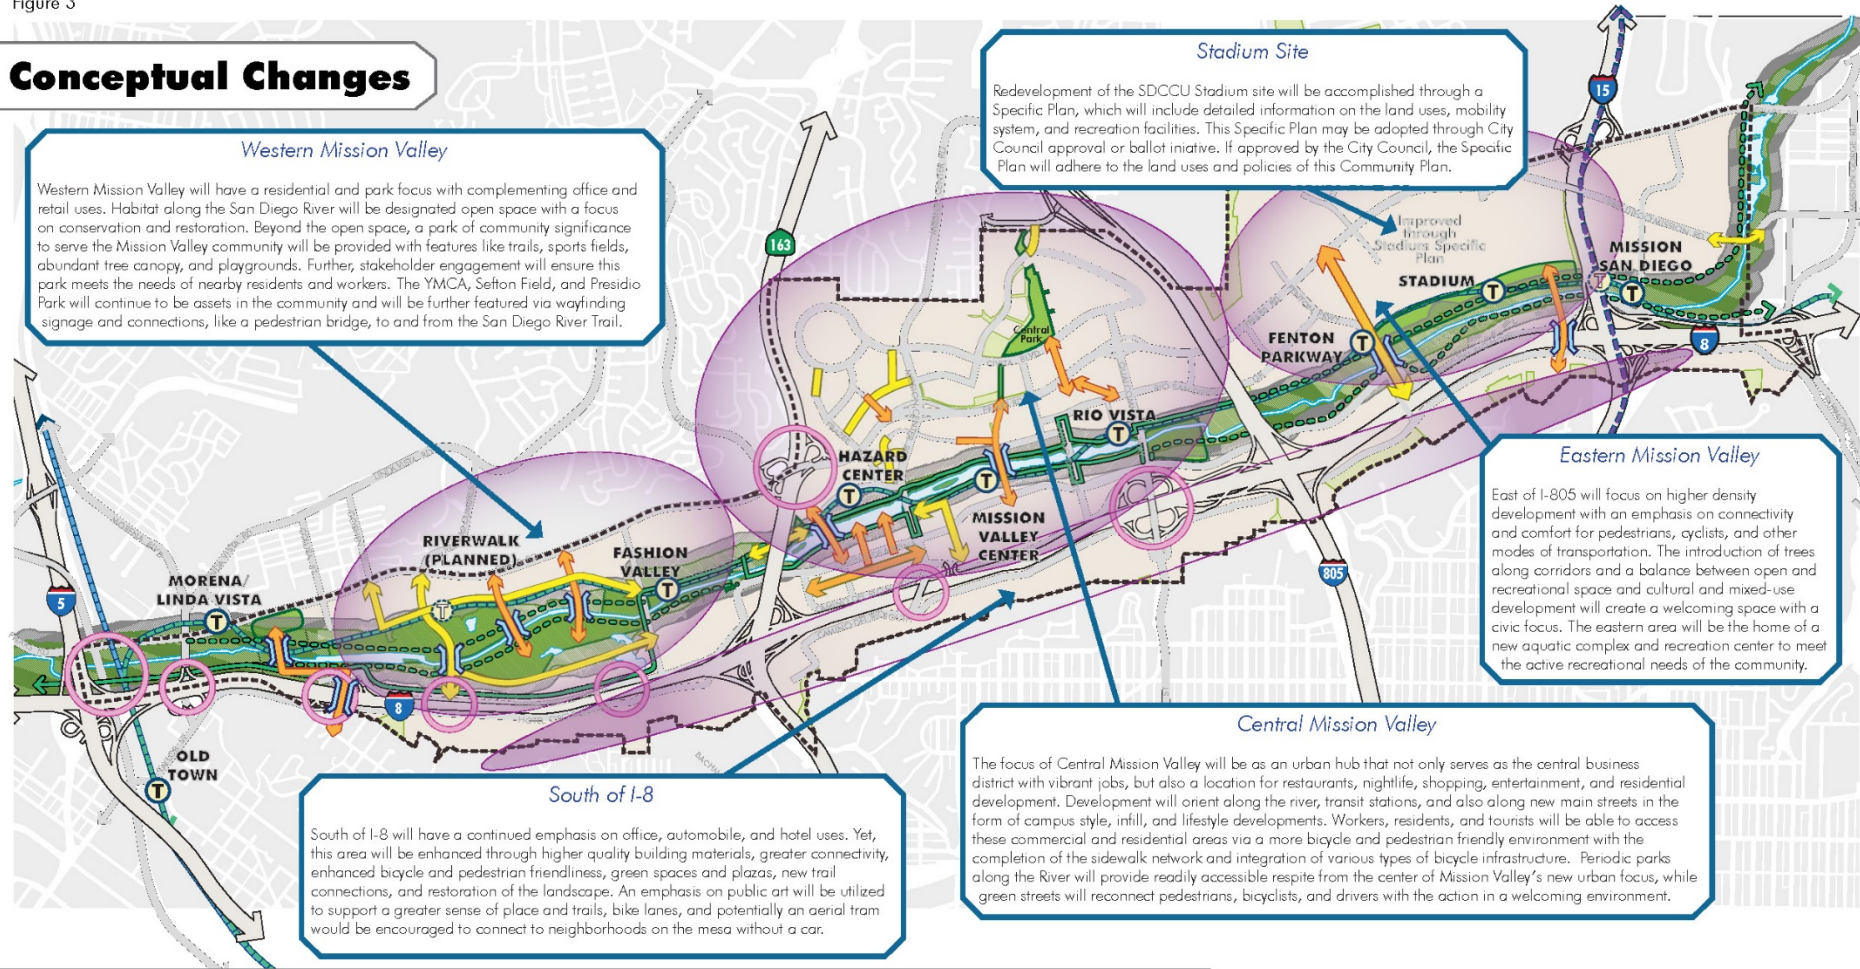 Figure 3
Conceptual Changes
Western Mission Valley
Western Mission Valley will have a residential and park focus with complementing office and
retail uses. Habitat along the San Diego River will be designated open space with a focus
on conservation and restoration. Beyond the open space, a park of community significance
to serve the Mission Valley community will be provided with features like trails, sports fields,
abundant tree canopy, and playgrounds. Further, stakeholder engagement will ensure this
park meets the needs of nearby residents and workers. The YMCA, Sefton Field, and Presidio
Park will continue to be assets in the community and will be further featured via wayfinding
signage and connections, like a pedestrian bridge, to and from the San Diego River Trail.
Stadium Site
Redevelopment of the SDCCU Stadium site will be accomplished through a
Specific Plan, which will include detailed information on the land uses, mobility
system, and recreation facilities. This Specific Plan may be adopted through City
Council approval or ballot iniative. If approved by the City Council, the Specific
Plan will adhere to the land uses and policies of this Community Plan.
15
163
Improved
through
Stadium Specific
Plan
MISSION
SAN DIEGO
STADIUM
T
T
T
FENTON
PARKWAY
T
8
Central
Park
RIO VISTA
T
HAZARD
CENTER
T
T
MISSION
VALLEY
CENTER
805
RIVERWALK
(PLANNED)
T
FASHION
VALLEY
T
MORENA/
LINDA VISTA
T
5
8
OLD
TOWN
T
Eastern Mission Valley
East of I-805 will focus on higher density
development with an emphasis on connectivity
and comfort for pedestrians, cyclists, and other
modes of transportation. The introduction of trees
along corridors and a balance between open and
recreational space and cultural and mixed-use
development will create a welcoming space with a
civic focus. The eastern area will be the home of a
new aquatic complex and recreation center to meet
the active recreational needs of the community.
South of I-8
South of I-8 will have a continued emphasis on office, automobile, and hotel uses. Yet,
this area will be enhanced through higher quality building materials, greater connectivity,
enhanced bicycle and pedestrian friendliness, green spaces and plazas, new trail
connections, and restoration of the landscape. An emphasis on public art will be utilized
to support a greater sense of place and trails, bike lanes, and potentially an aerial tram
would be encouraged to connect to neighborhoods on the mesa without a car.
Central Mission Valley
The focus of Central Mission Valley will be as an urban hub that not only serves as the central business
district with vibrant jobs, but also a location for restaurants, nightlife, shopping, entertainment, and residential
development. Development will orient along the river, transit stations, and also along new main streets in the
form of campus style, infill, and lifestyle developments. Workers, residents, and tourists will be able to access
these commercial and residential areas via a more bicycle and pedestrian friendly environment with the
completion of the sidewalk network and integration of various types of bicycle infrastructure. Periodic parks
along the River will provide readily accessible respite from the center of Mission Valley's new urban focus, while
green streets will reconnect pedestrians, bicyclists, and drivers with the action in a welcoming environment.